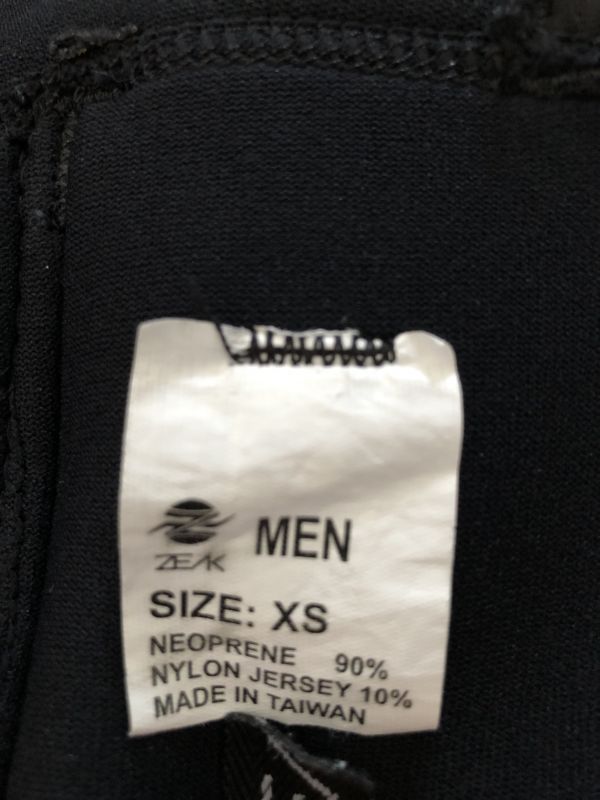 ZEAK
MEN
SIZE: XS
NEOPRENE 90%
NYLON JERSEY 10%
MADE IN TAIWAN